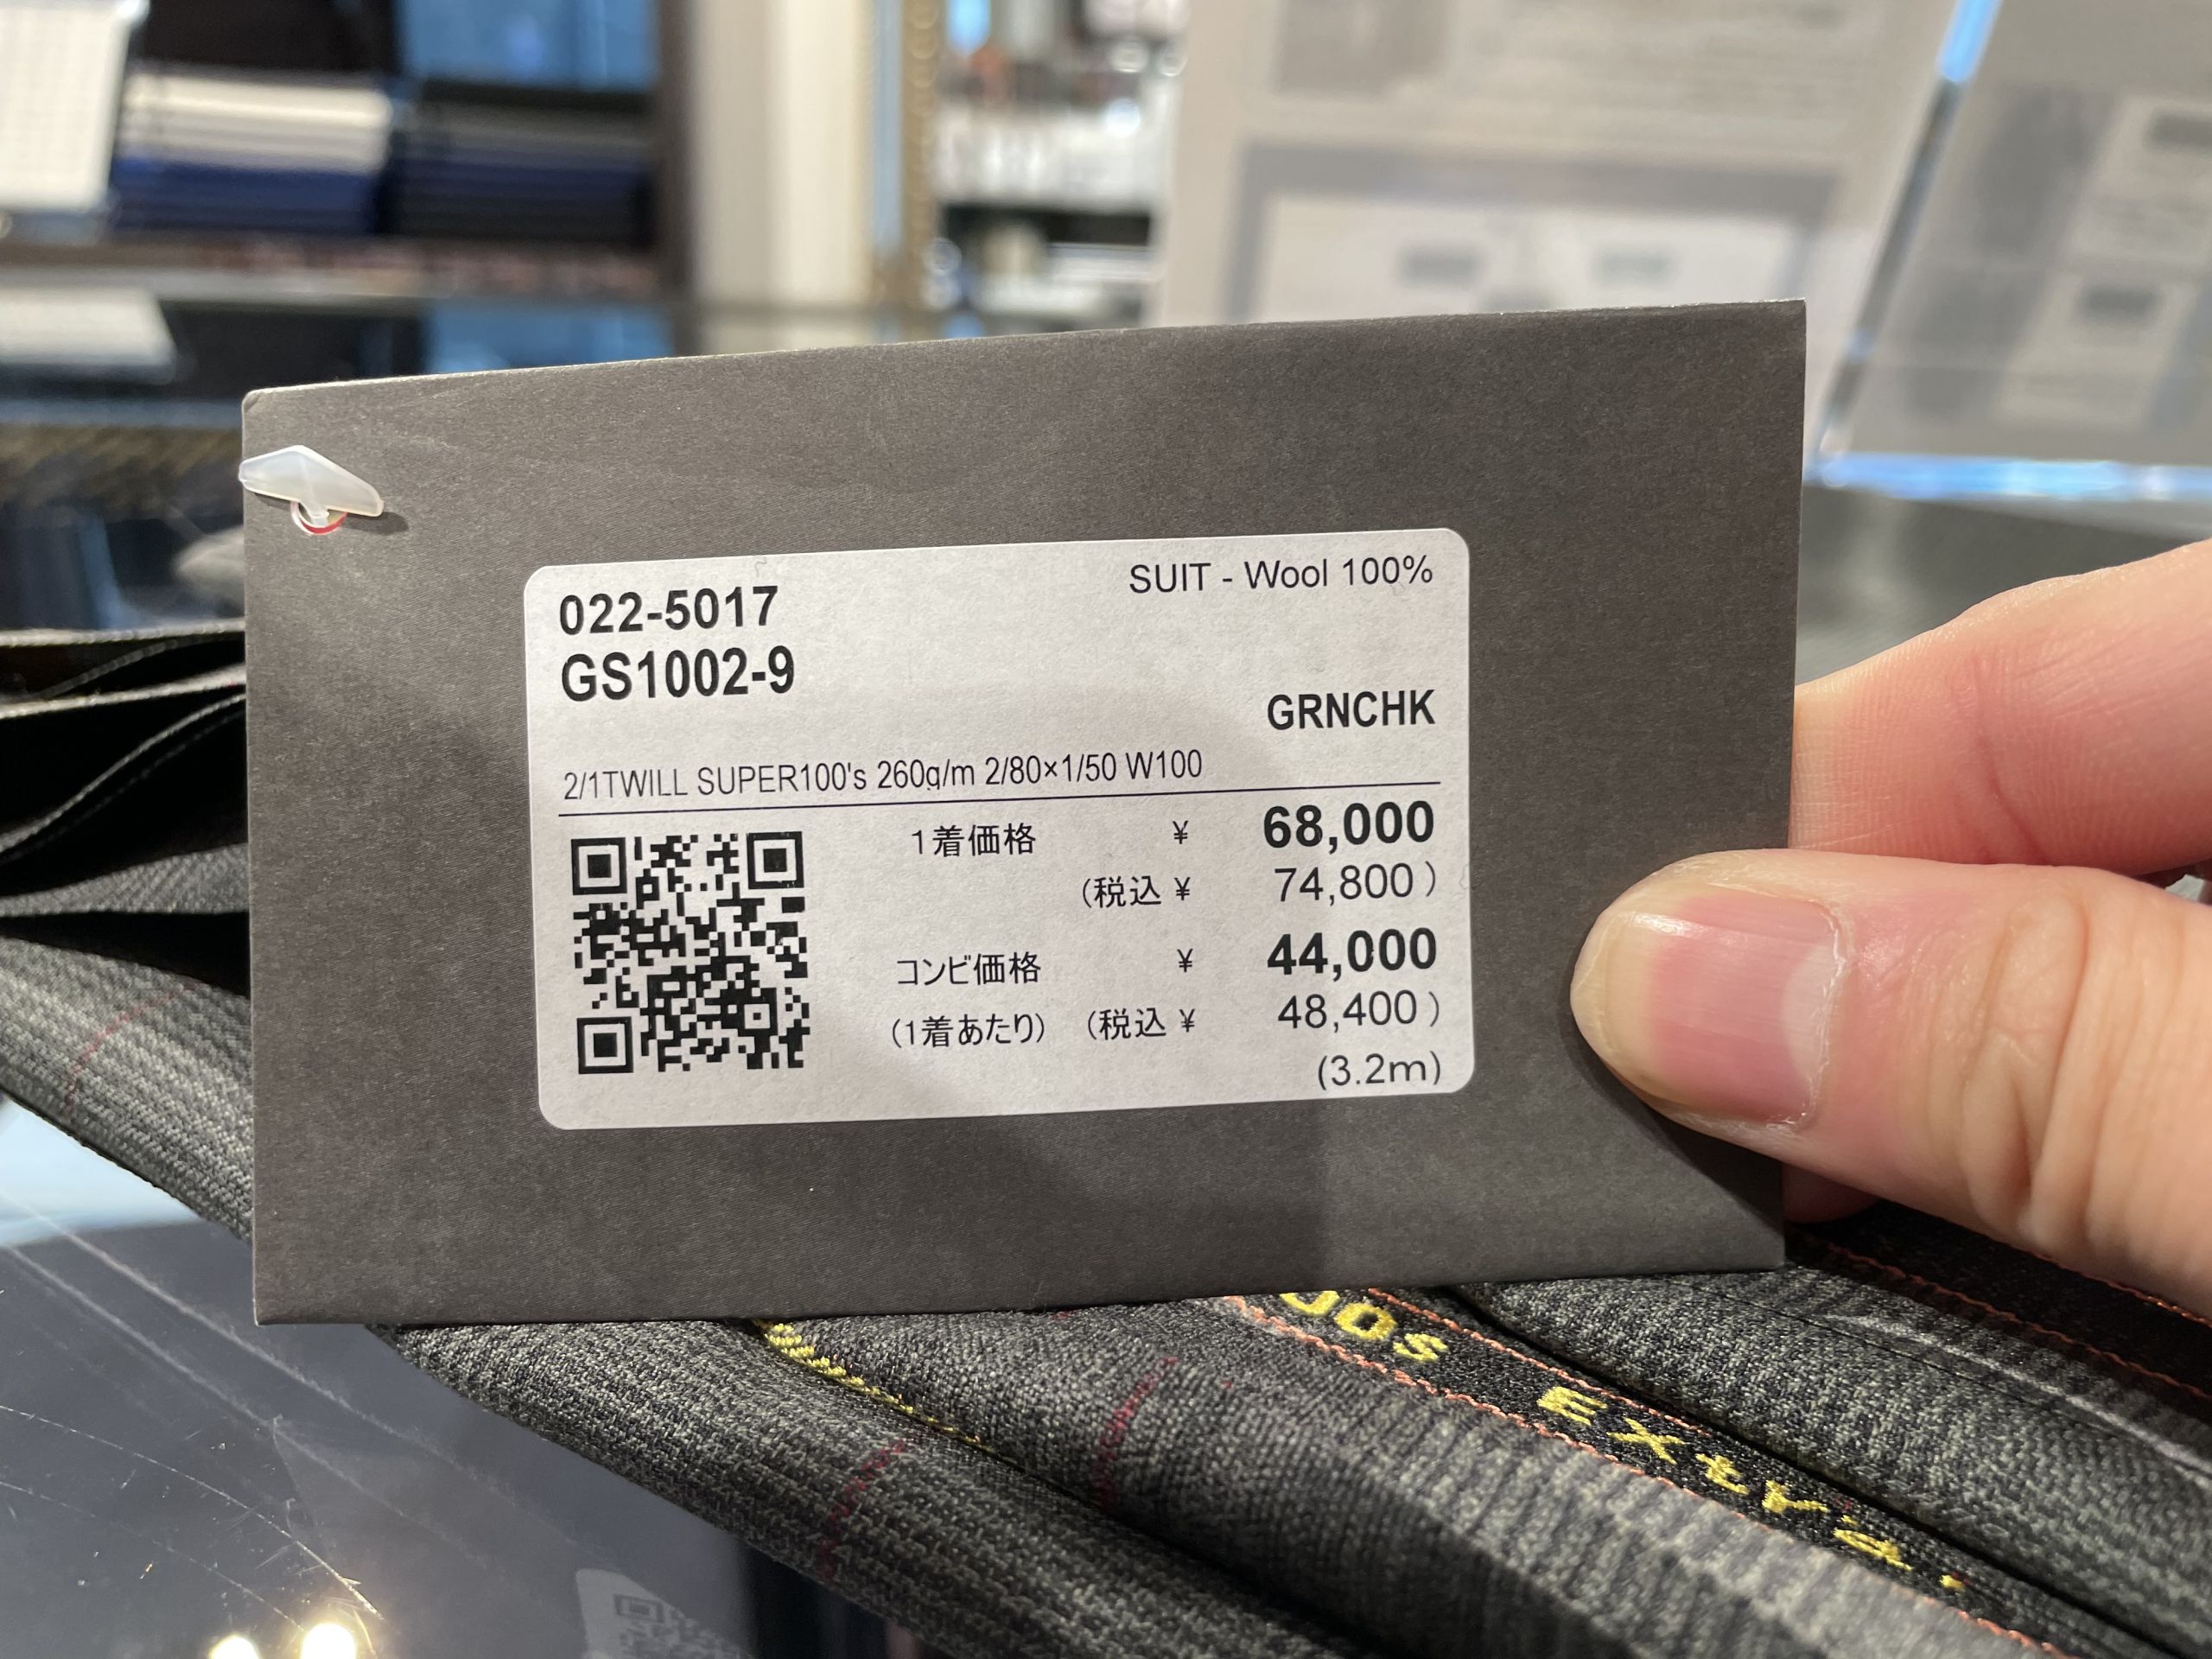 022-5017
SUIT - Wool 100%
GS1002-9
GRNCHK
2/1TWILL SUPER100's 260g/m 2/80×1/50 W100
1着価格 ¥ 68,000
(税込 ¥ 74,800)
コンビ価格 ¥ 44,000
(1着あたり) (税込 ¥ 48,400)
(3.2m)